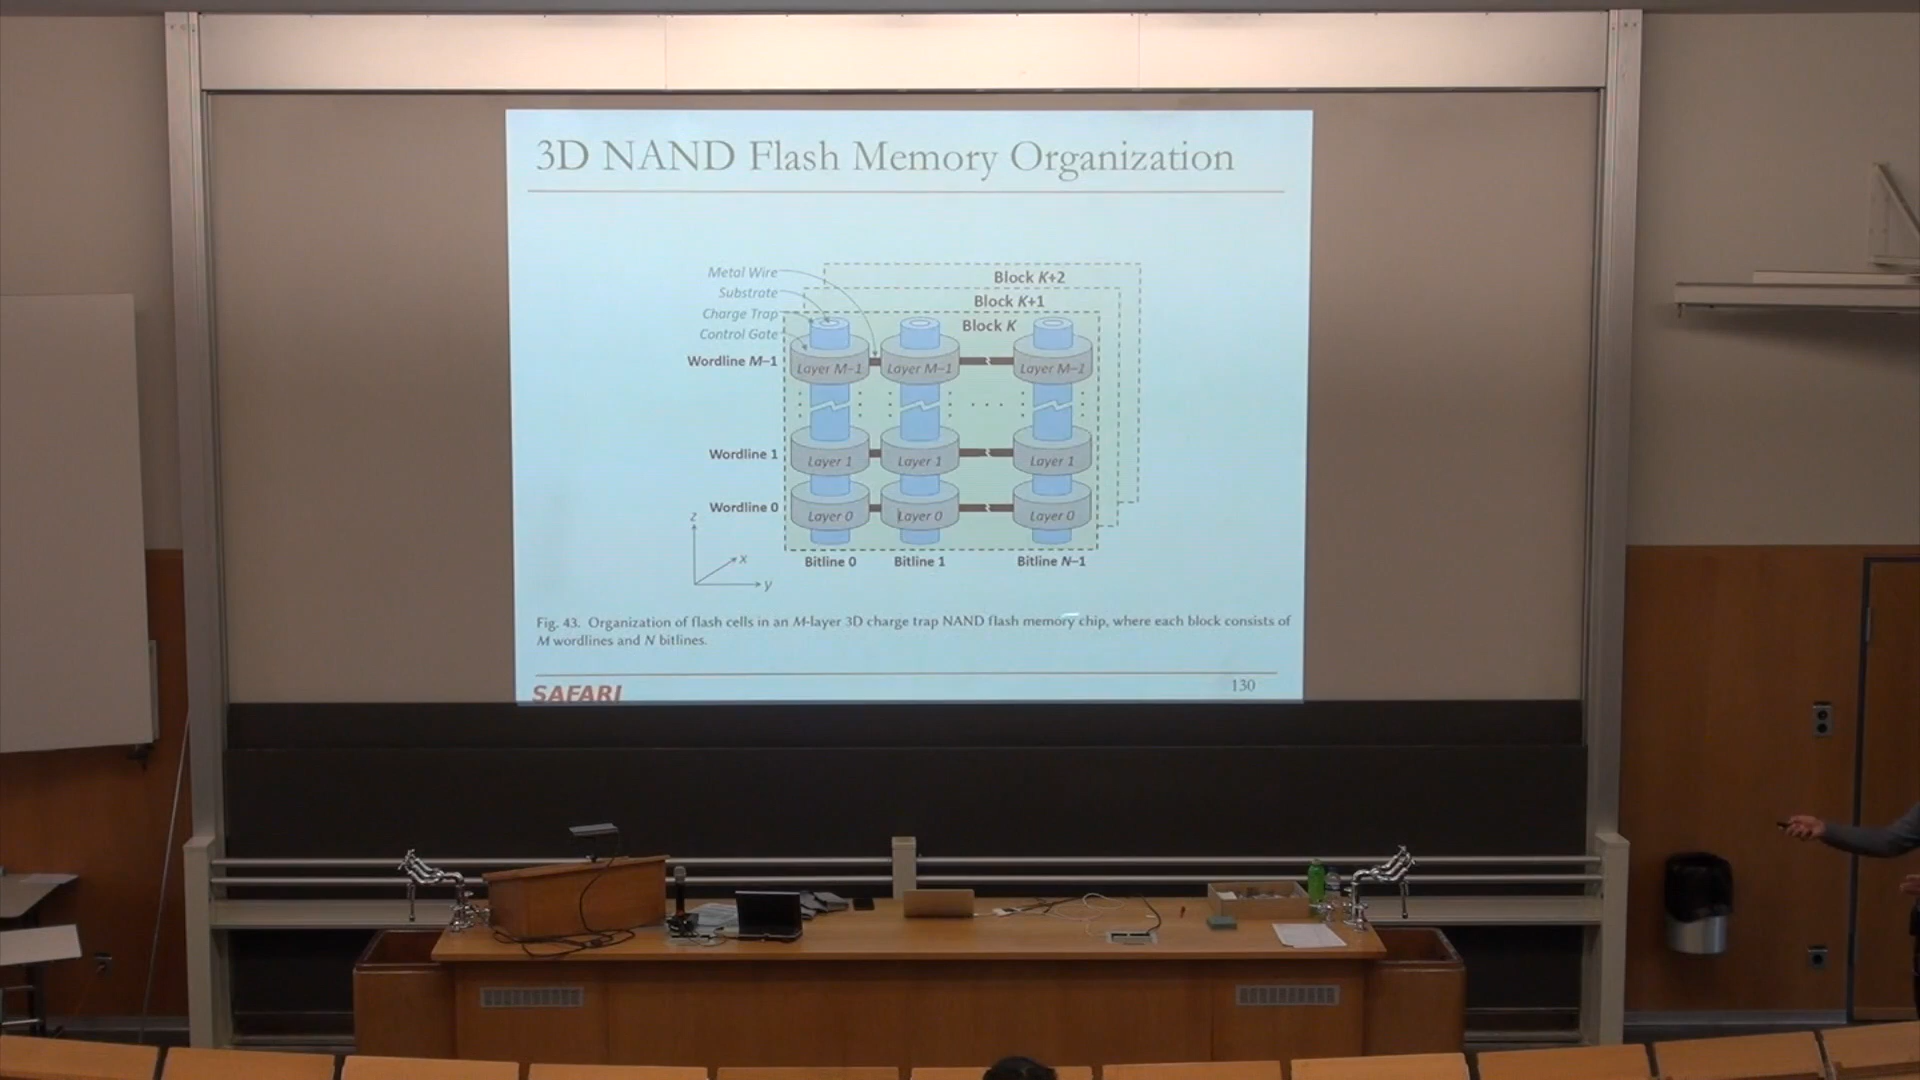 3D NAND Flash Memory Organization
Metal Wire
Substrate
Charge Trap
Control Gate
Block K+2
Block K+1
Block K
Wordline M–1
Layer M–1
Layer M–1
Layer M–1
Wordline 1
Layer 1
Layer 1
Layer 1
Wordline 0
Layer 0
Layer 0
Layer 0
z
x
y
Bitline 0
Bitline 1
Bitline N–1
Fig. 43. Organization of flash cells in an M-layer 3D charge trap NAND flash memory chip, where each block consists of
M wordlines and N bitlines.
SAFARI
130